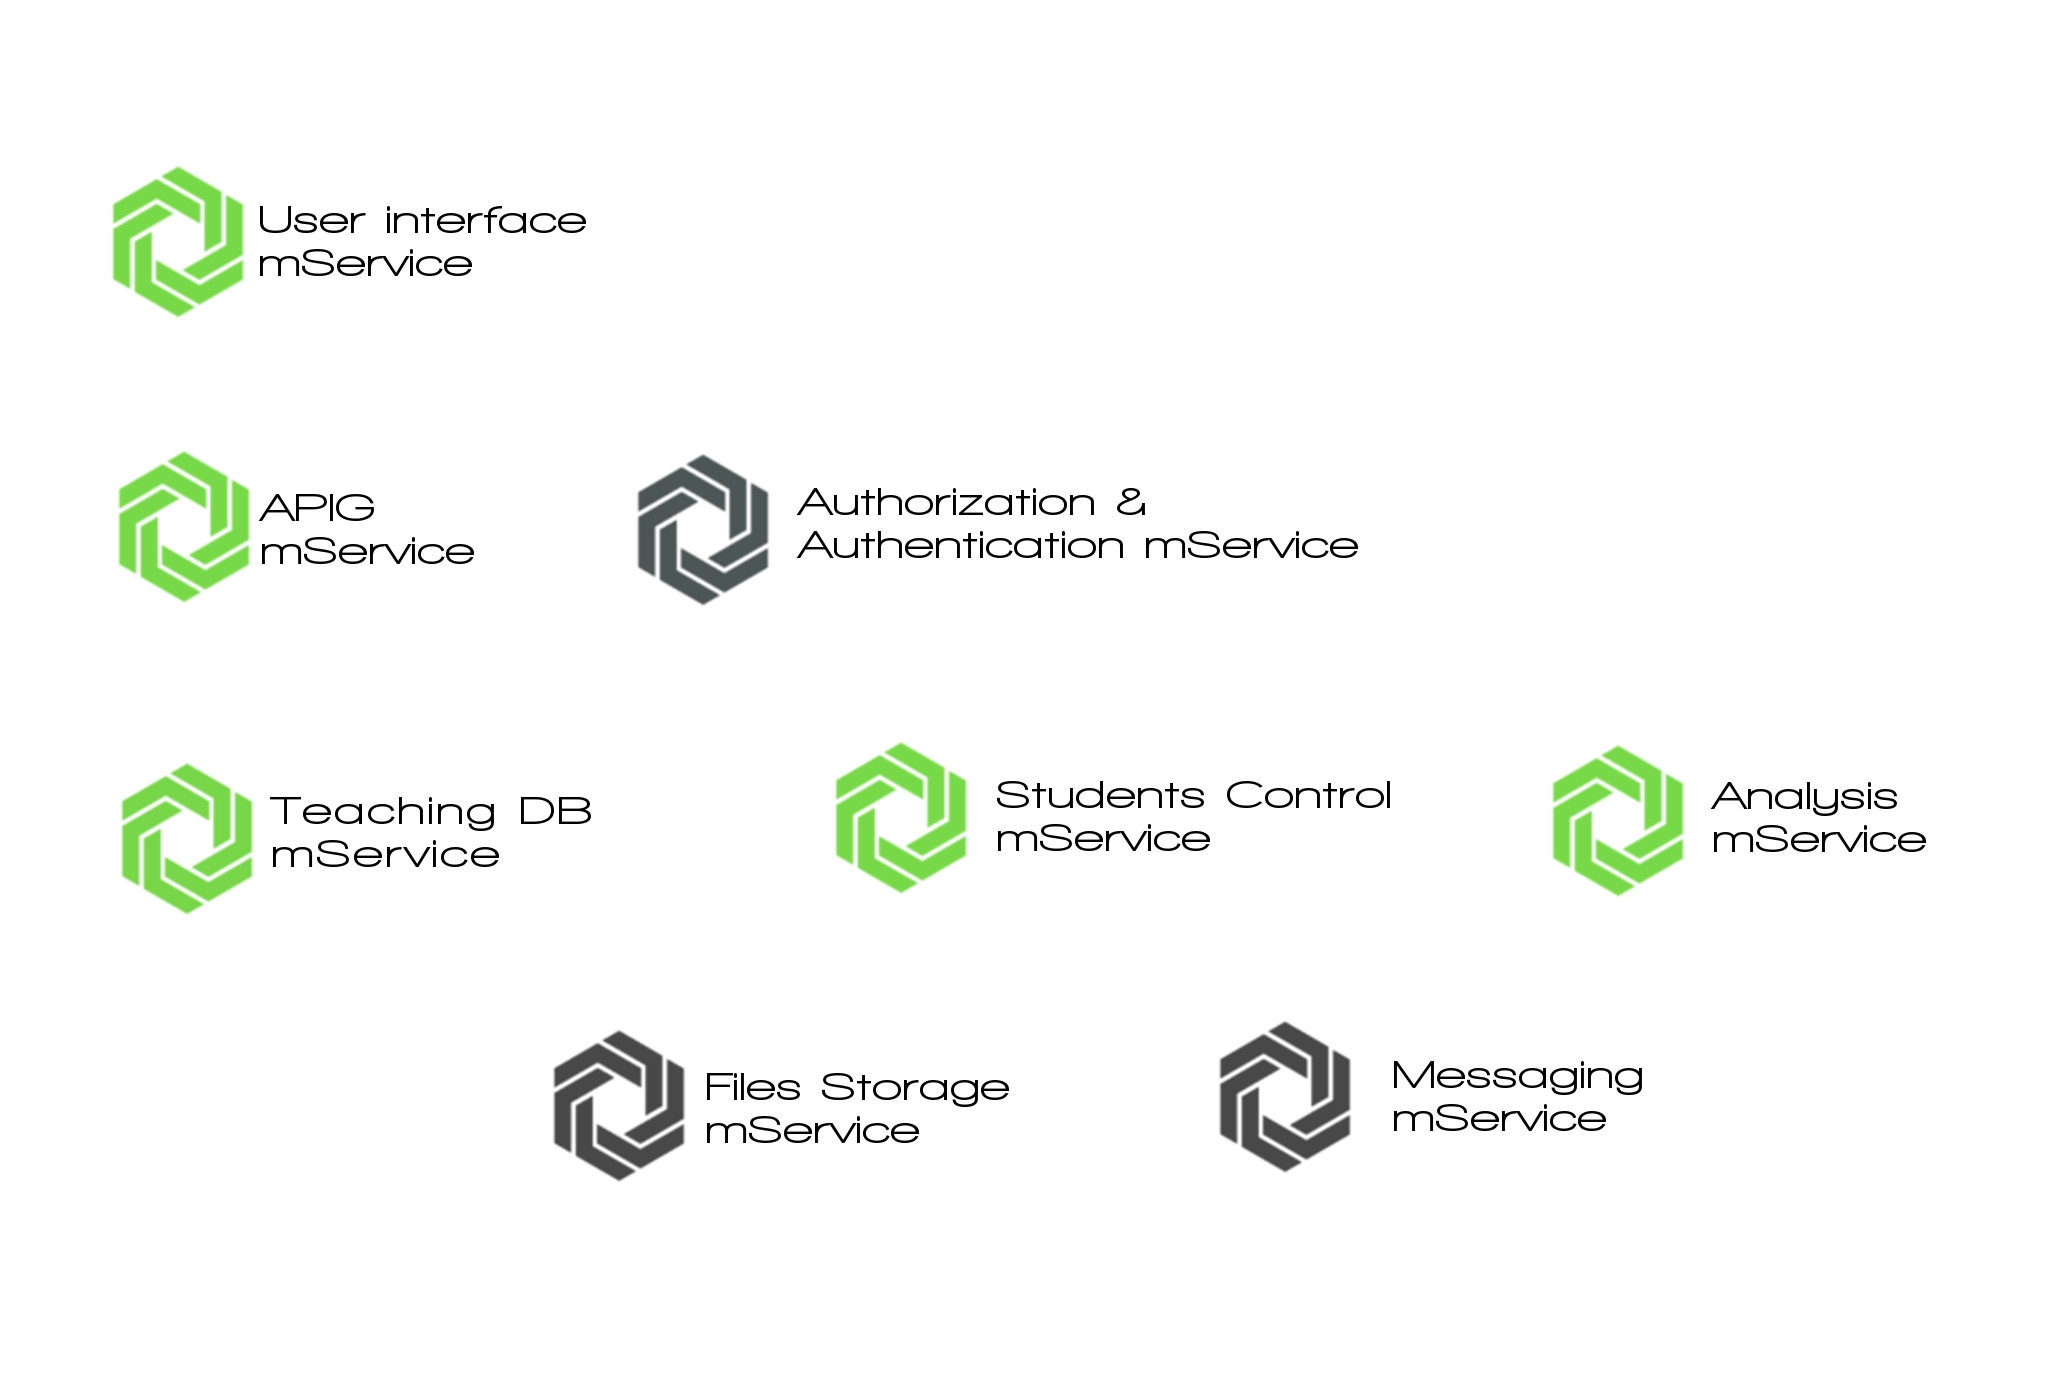 User interface
mService
APIG
mService
Authorization &
Authentication mService
Teaching DB
mService
Students Control
mService
Analysis
mService
Files Storage
mService
Messaging
mService